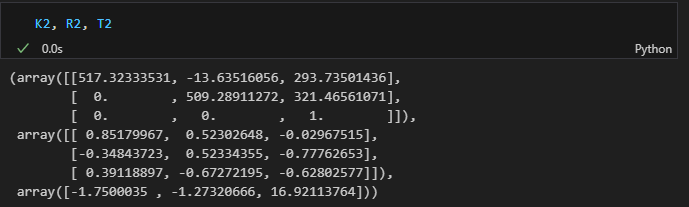 K2, R2, T2
0.0s
Python
(array([[517.32333531, -13.63516056, 293.73501436],
[ 0. , 509.28911272, 321.46561071],
[ 0. , 0. , 1. ]]),
array([[ 0.85179967, 0.52302648, -0.02967515],
[-0.34843723, 0.52334355, -0.77762653],
[ 0.39118897, -0.67272195, -0.62802577]]),
array([-1.7500035 , -1.27320666, 16.92113764]))